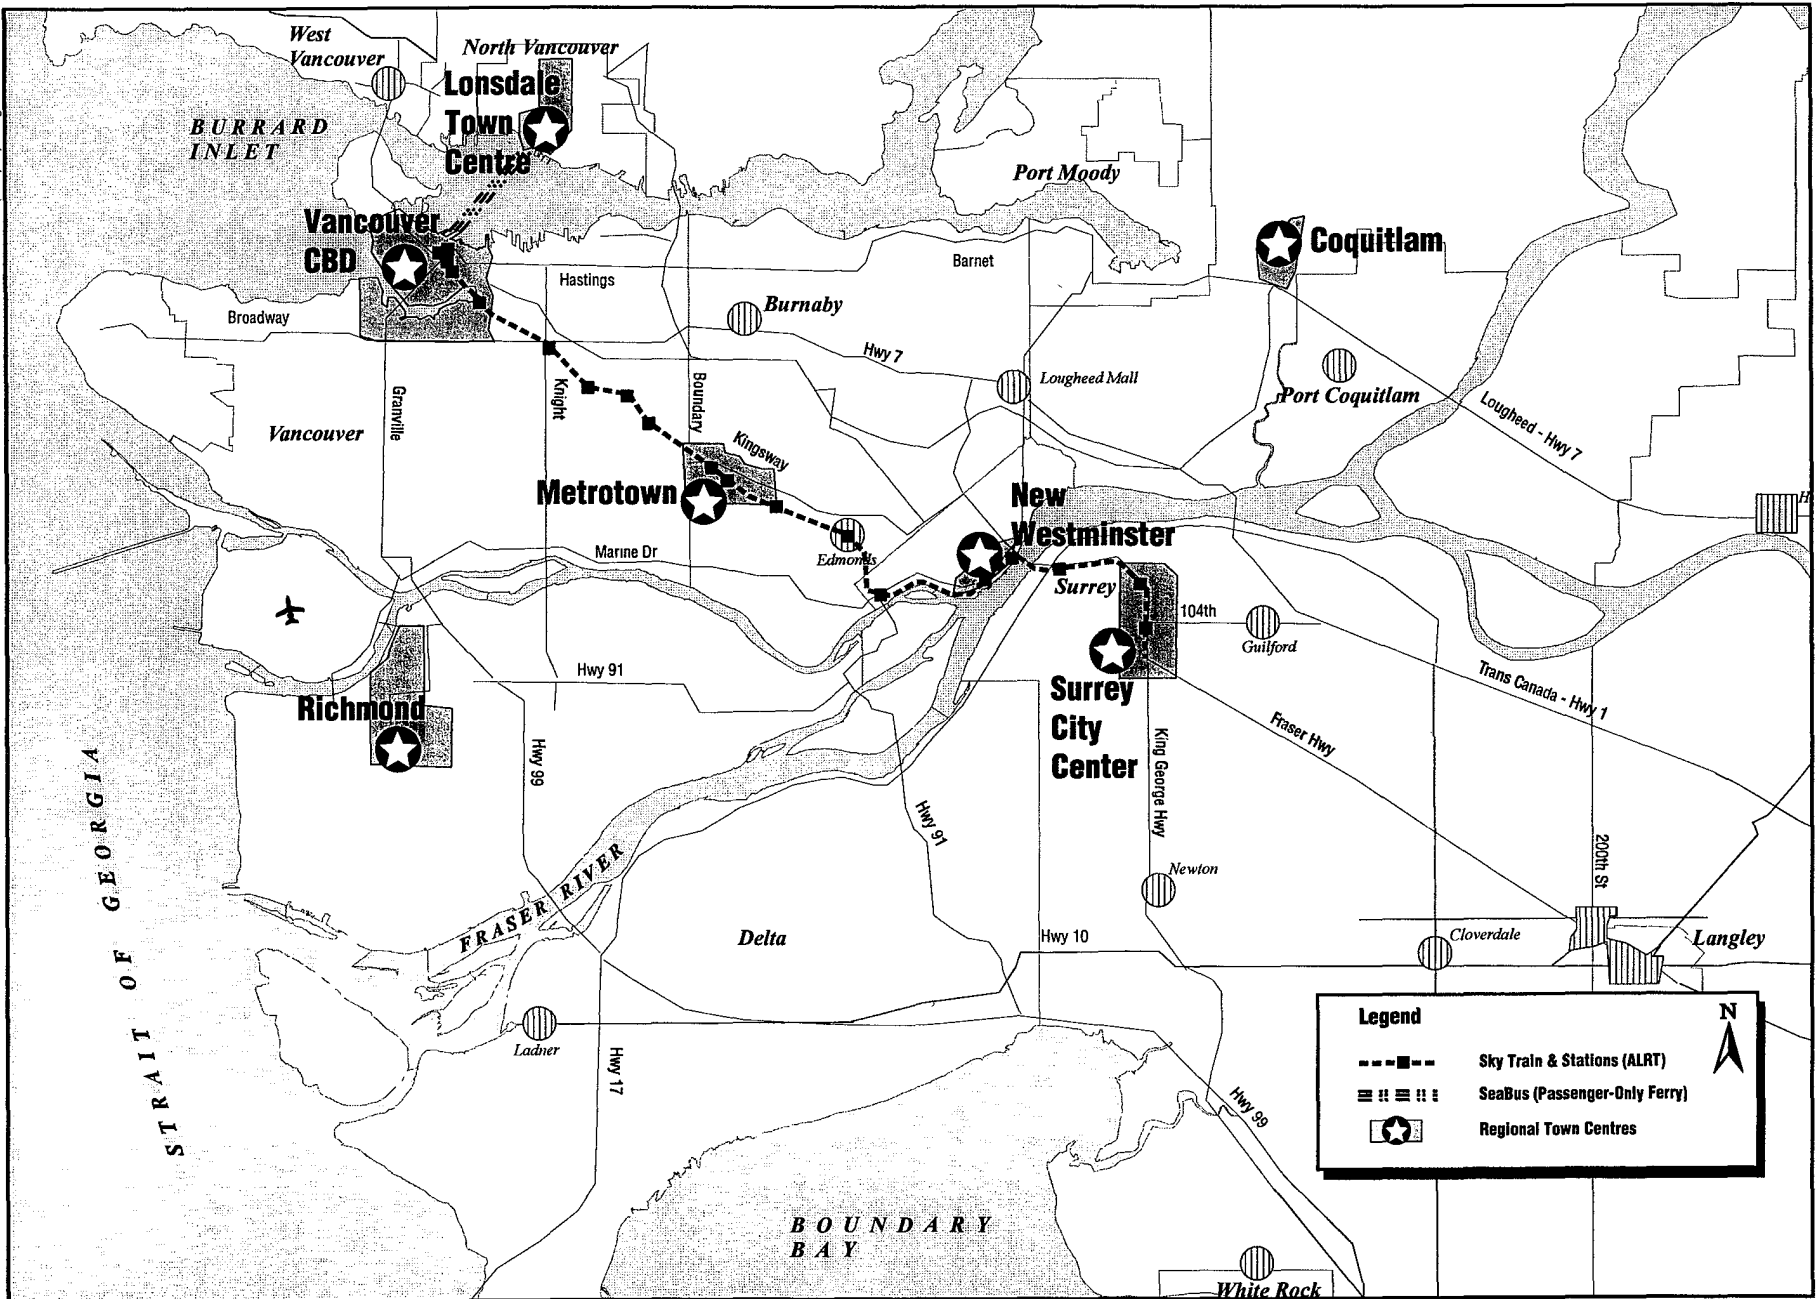 West
Vancouver
North Vancouver
Lonsdale
Town
Centre
BURRARD
INLET
Port Moody
Vancouver
CBD
Coquitlam
Barnet
Hastings
Burnaby
Broadway
Hwy 7
Lougheed Mall
Port Coquitlam
Lougheed - Hwy 7
Granville
Knight
Boundary
Vancouver
Kingsway
Metrotown
New
Westminster
H
Marine Dr
Edmonds
Surrey
104th
Guilford
Hwy 91
Trans Canada - Hwy 1
Richmond
Surrey
City
Center
Fraser Hwy
Hwy 99
King George Hwy
STRAIT OF GEORGIA
Hwy 91
200th St
FRASER RIVER
Newton
Delta
Hwy 10
Cloverdale
Langley
Ladner
Hwy 17
Hwy 99
Legend
N
Sky Train & Stations (ALRT)
SeaBus (Passenger-Only Ferry)
Regional Town Centres
BOUNDARY
BAY
White Rock